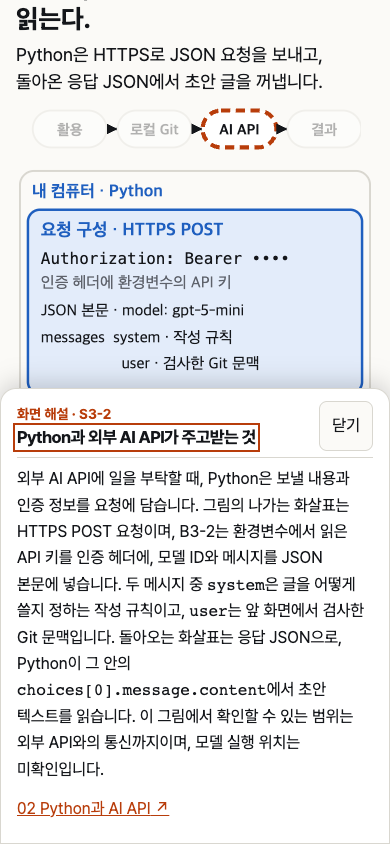 읽는다.
Python은 HTTPS로 JSON 요청을 보내고,
돌아온 응답 JSON에서 초안 글을 꺼냅니다.
활용 ▶ 로컬 Git ▶ AI API ▶ 결과
내 컴퓨터 · Python
요청 구성 · HTTPS POST
Authorization: Bearer ••••
인증 헤더에 환경변수의 API 키
JSON 본문 · model: gpt-5-mini
messages system · 작성 규칙
user · 검사한 Git 문맥
화면 해설 · S3-2
Python과 외부 AI API가 주고받는 것
닫기
외부 AI API에 일을 부탁할 때, Python은 보낼 내용과
인증 정보를 요청에 담습니다. 그림의 나가는 화살표는
HTTPS POST 요청이며, B3-2는 환경변수에서 읽은
API 키를 인증 헤더에, 모델 ID와 메시지를 JSON
본문에 넣습니다. 두 메시지 중 system은 글을 어떻게
쓸지 정하는 작성 규칙이고, user는 앞 화면에서 검사한
Git 문맥입니다. 돌아오는 화살표는 응답 JSON으로,
Python이 그 안의
choices[0].message.content에서 초안
텍스트를 읽습니다. 이 그림에서 확인할 수 있는 범위는
외부 API와의 통신까지이며, 모델 실행 위치는
미확인입니다.
02 Python과 AI API ↗